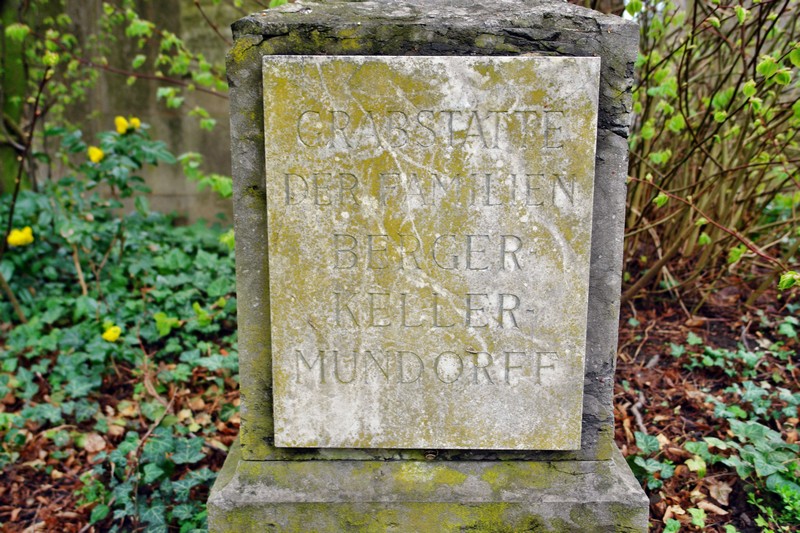 GRABSTÄTTE
DER FAMILIEN
BERGER-
KELLER-
MUNDORFF